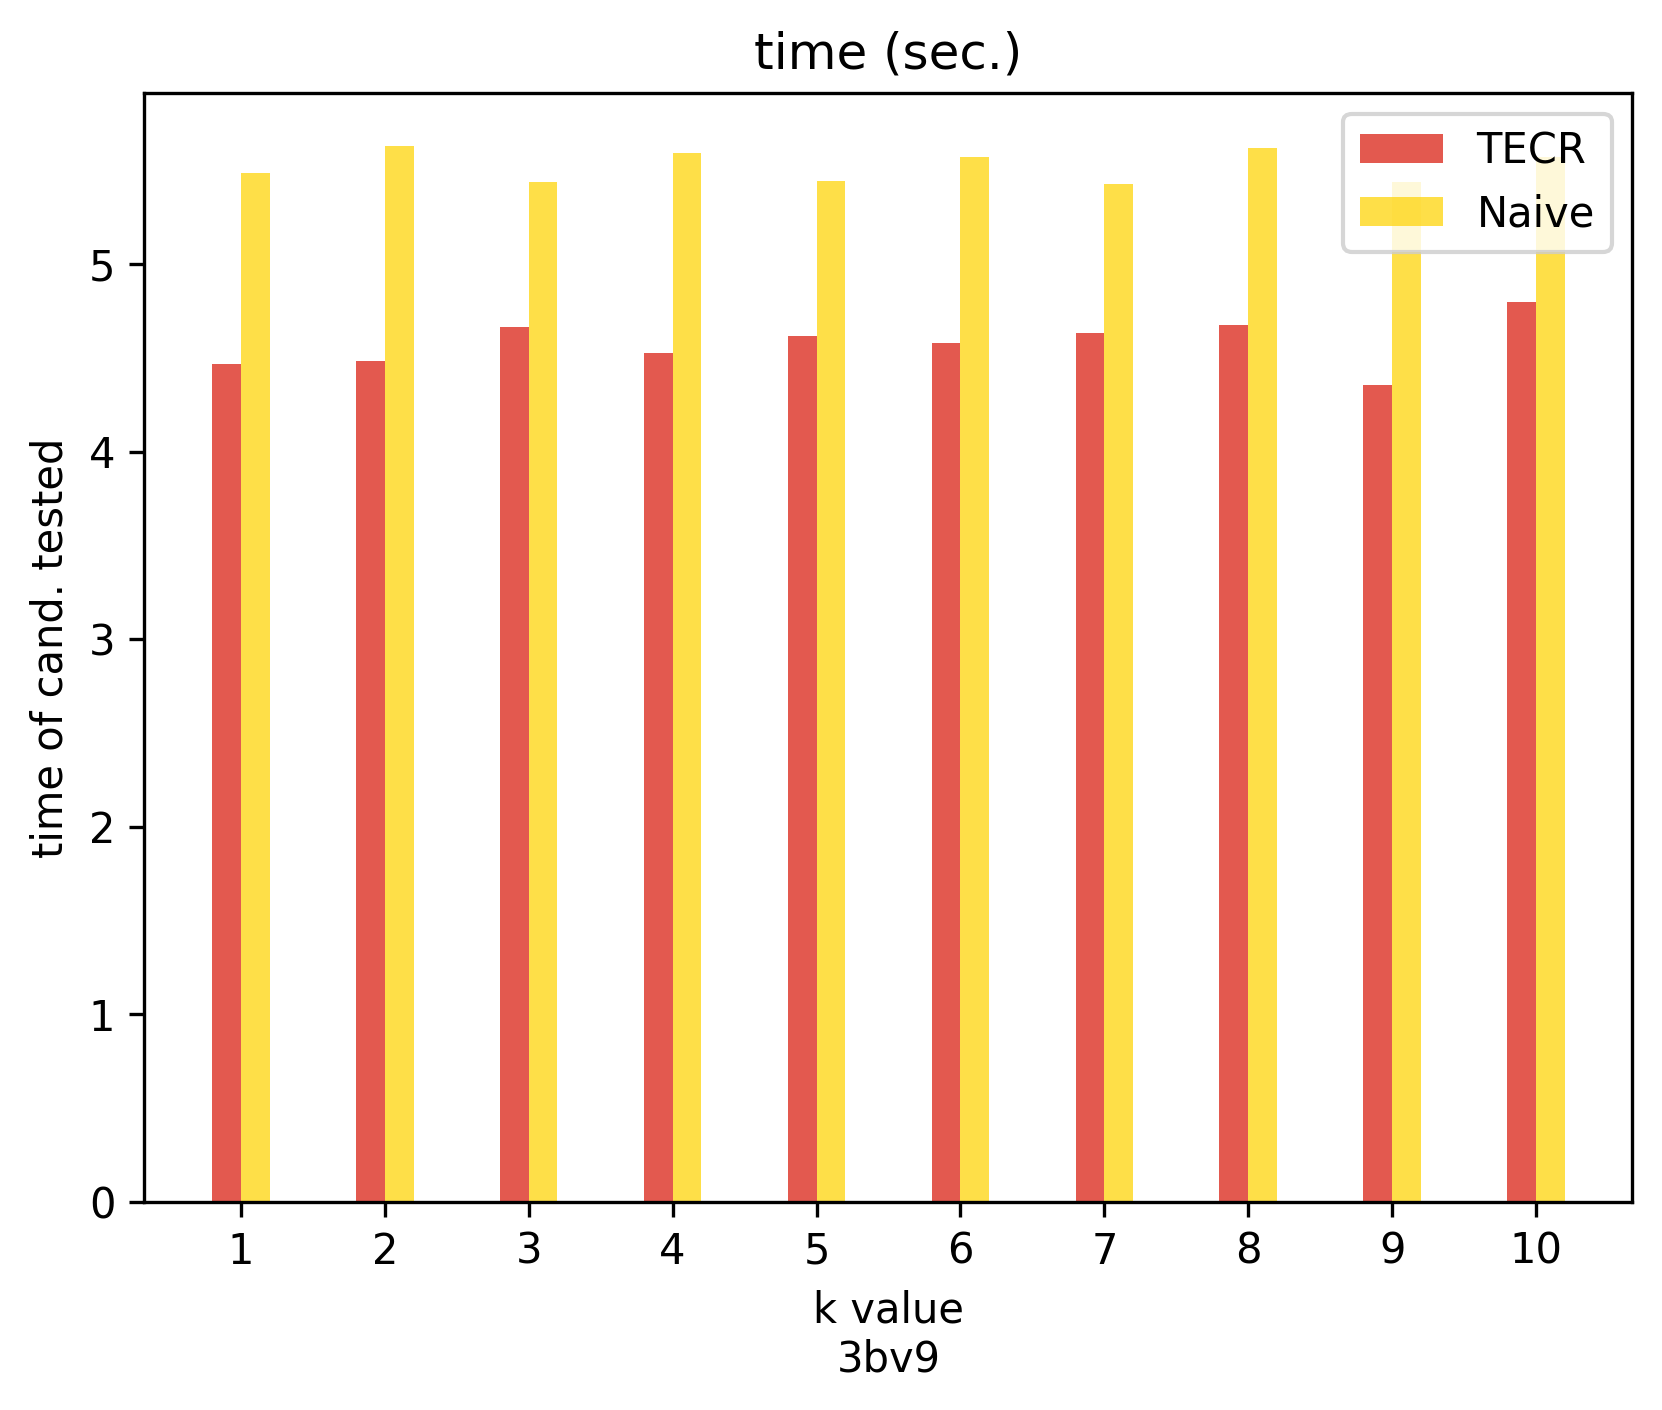 time (sec.)
TECR
Naive
time of cand. tested
5
4
3
2
1
0
1 2 3 4 5 6 7 8 9 10
k value
3bv9